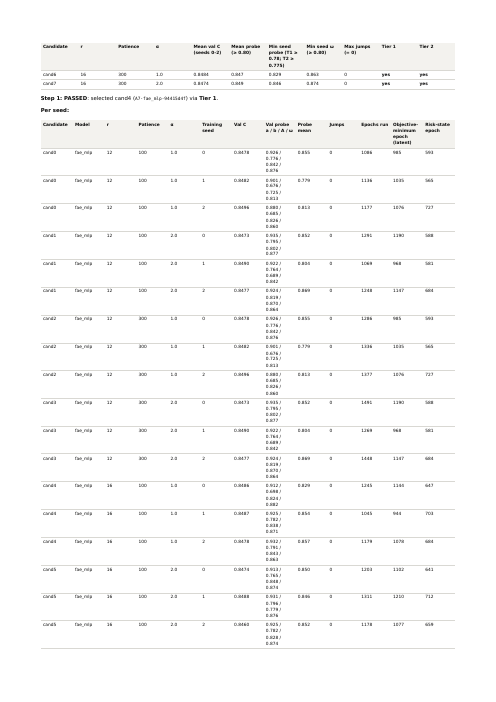 Candidate r Patience α Mean val C (seeds 0-2) Mean probe (≥ 0.80) Min seed probe (T1 ≥ 0.78; T2 ≥ 0.775) Min seed ω (≥ 0.80) Max jumps (= 0) Tier 1 Tier 2
cand6 16 300 1.0 0.8484 0.847 0.829 0.863 0 yes yes
cand7 16 300 2.0 0.8474 0.849 0.846 0.874 0 yes yes
Step 1: PASSED: selected cand4 via Tier 1.
Per seed:
Candidate Model r Patience α Training seed Val C Val probe a / b / A / ω Probe mean Jumps Epochs run Objective-minimum epoch (latent) Risk-state epoch
cand0 fae_mlp 12 100 1.0 0 0.8478 0.926 / 0.776 / 0.842 / 0.876 0.855 0 1086 985 593
cand0 fae_mlp 12 100 1.0 1 0.8482 0.901 / 0.676 / 0.725 / 0.813 0.779 0 1136 1035 565
cand0 fae_mlp 12 100 1.0 2 0.8496 0.880 / 0.685 / 0.826 / 0.860 0.813 0 1177 1076 727
cand1 fae_mlp 12 100 2.0 0 0.8473 0.935 / 0.795 / 0.802 / 0.877 0.852 0 1291 1190 588
cand1 fae_mlp 12 100 2.0 1 0.8490 0.922 / 0.764 / 0.689 / 0.842 0.804 0 1069 968 581
cand1 fae_mlp 12 100 2.0 2 0.8477 0.924 / 0.819 / 0.870 / 0.864 0.869 0 1248 1147 684
cand2 fae_mlp 12 300 1.0 0 0.8478 0.926 / 0.776 / 0.842 / 0.876 0.855 0 1286 985 593
cand2 fae_mlp 12 300 1.0 1 0.8482 0.901 / 0.676 / 0.725 / 0.813 0.779 0 1336 1035 565
cand2 fae_mlp 12 300 1.0 2 0.8496 0.880 / 0.685 / 0.826 / 0.860 0.813 0 1377 1076 727
cand3 fae_mlp 12 300 2.0 0 0.8473 0.935 / 0.795 / 0.802 / 0.877 0.852 0 1491 1190 588
cand3 fae_mlp 12 300 2.0 1 0.8490 0.922 / 0.764 / 0.689 / 0.842 0.804 0 1269 968 581
cand3 fae_mlp 12 300 2.0 2 0.8477 0.924 / 0.819 / 0.870 / 0.864 0.869 0 1448 1147 684
cand4 fae_mlp 16 100 1.0 0 0.8486 0.912 / 0.698 / 0.824 / 0.882 0.829 0 1245 1144 647
cand4 fae_mlp 16 100 1.0 1 0.8487 0.925 / 0.782 / 0.838 / 0.871 0.854 0 1045 944 703
cand4 fae_mlp 16 100 1.0 2 0.8478 0.932 / 0.791 / 0.843 / 0.863 0.857 0 1179 1078 684
cand5 fae_mlp 16 100 2.0 0 0.8474 0.913 / 0.765 / 0.848 / 0.874 0.850 0 1203 1102 641
cand5 fae_mlp 16 100 2.0 1 0.8488 0.931 / 0.796 / 0.779 / 0.876 0.846 0 1311 1210 712
cand5 fae_mlp 16 100 2.0 2 0.8460 0.925 / 0.782 / 0.828 / 0.874 0.852 0 1178 1077 659